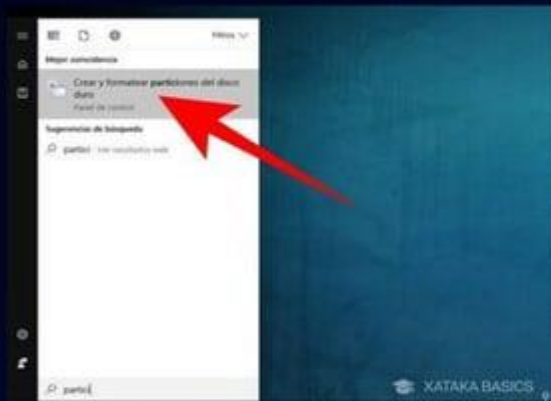 Filtros
Mejor coincidencia
Crear y formatear particiones del disco
duro
Panel de control
Sugerencias de búsqueda
partici - Ver resultados web
partici
XATAKA BASICS